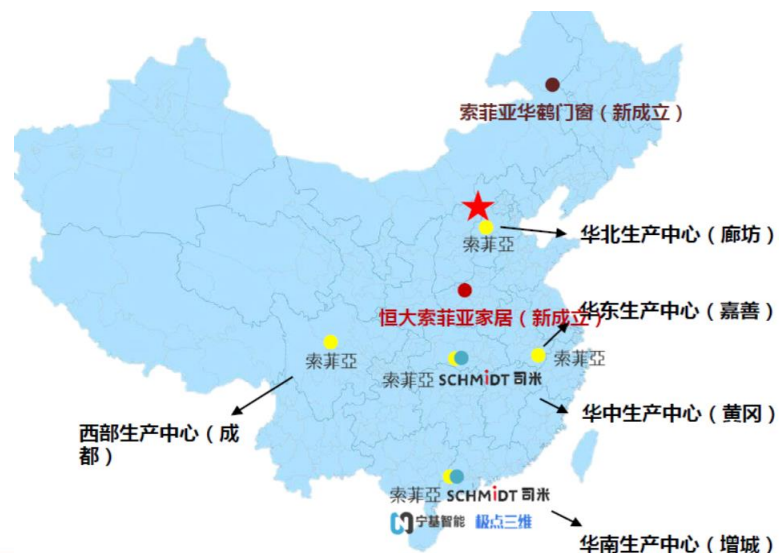 索菲亚华鹤门窗（新成立）
索菲亞
华北生产中心（廊坊）
恒大索菲亚家居（新成立）
华东生产中心（嘉善）
索菲亞
索菲亞
索菲亞 SCHMiDT 司米
华中生产中心（黄冈）
西部生产中心（成
都）
索菲亞 SCHMiDT 司米
宁基智能 极点三维
华南生产中心（增城）